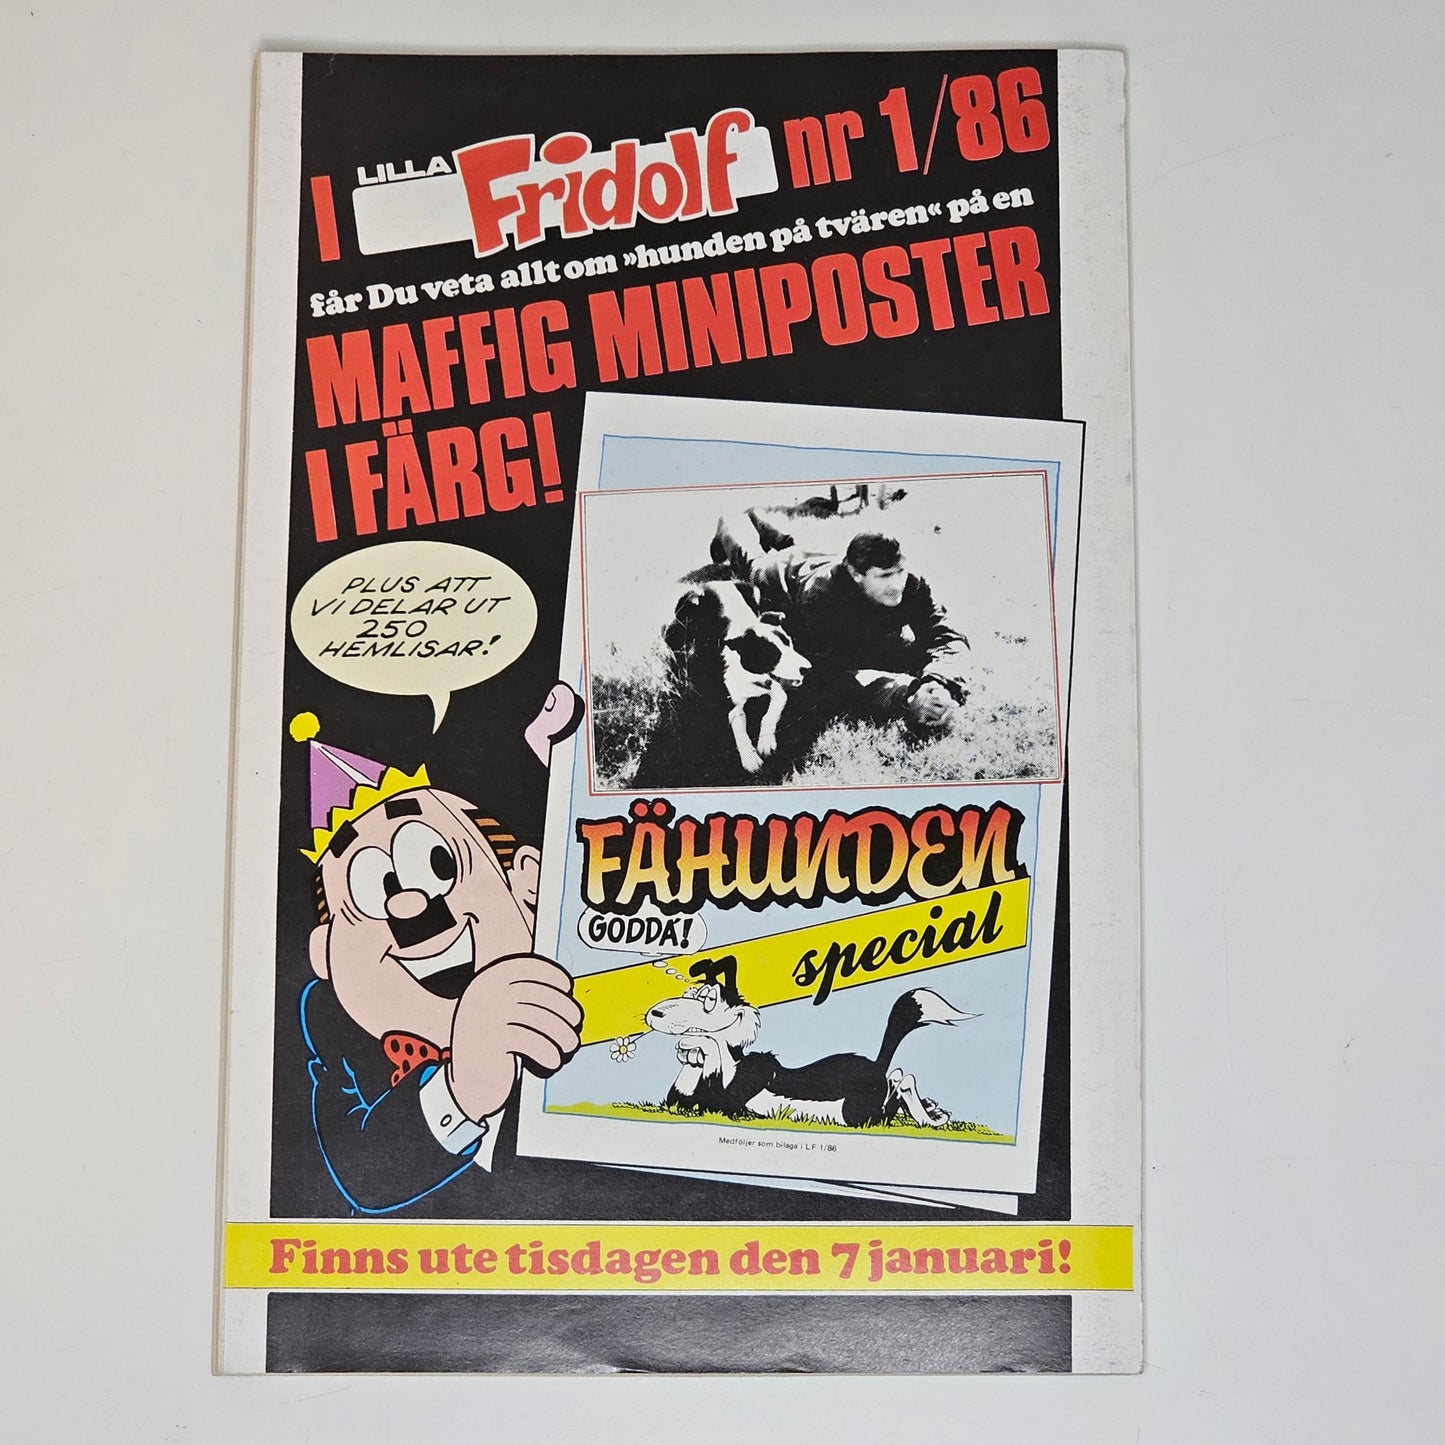 I LILLA Fridolf nr 1/86
får Du veta allt om »hunden på tvären« på en
MAFFIG MINIPOSTER
I FÄRG!
PLUS ATT
VI DELAR UT
250
HEMLISAR!
FÄHUNDEN
GODDA'!
special
Medföljer som bilaga i LF 1/86
Finns ute tisdagen den 7 januari!